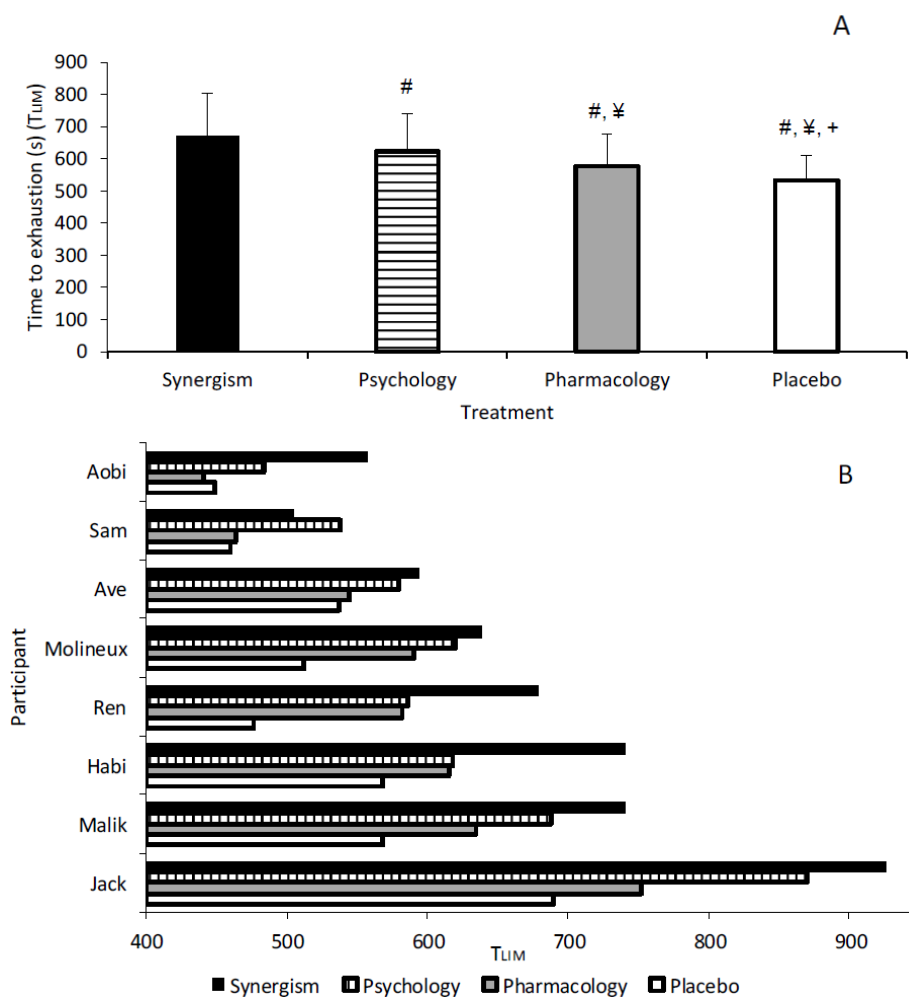 A
Time to exhaustion (s) (TLIM)
900
800
700
600
500
400
300
200
100
0
#
#, ¥
#, ¥, +
Synergism Psychology Pharmacology Placebo
Treatment
B
Participant
Aobi
Sam
Ave
Molineux
Ren
Habi
Malik
Jack
400 500 600 700 800 900
TLIM
Synergism Psychology Pharmacology Placebo